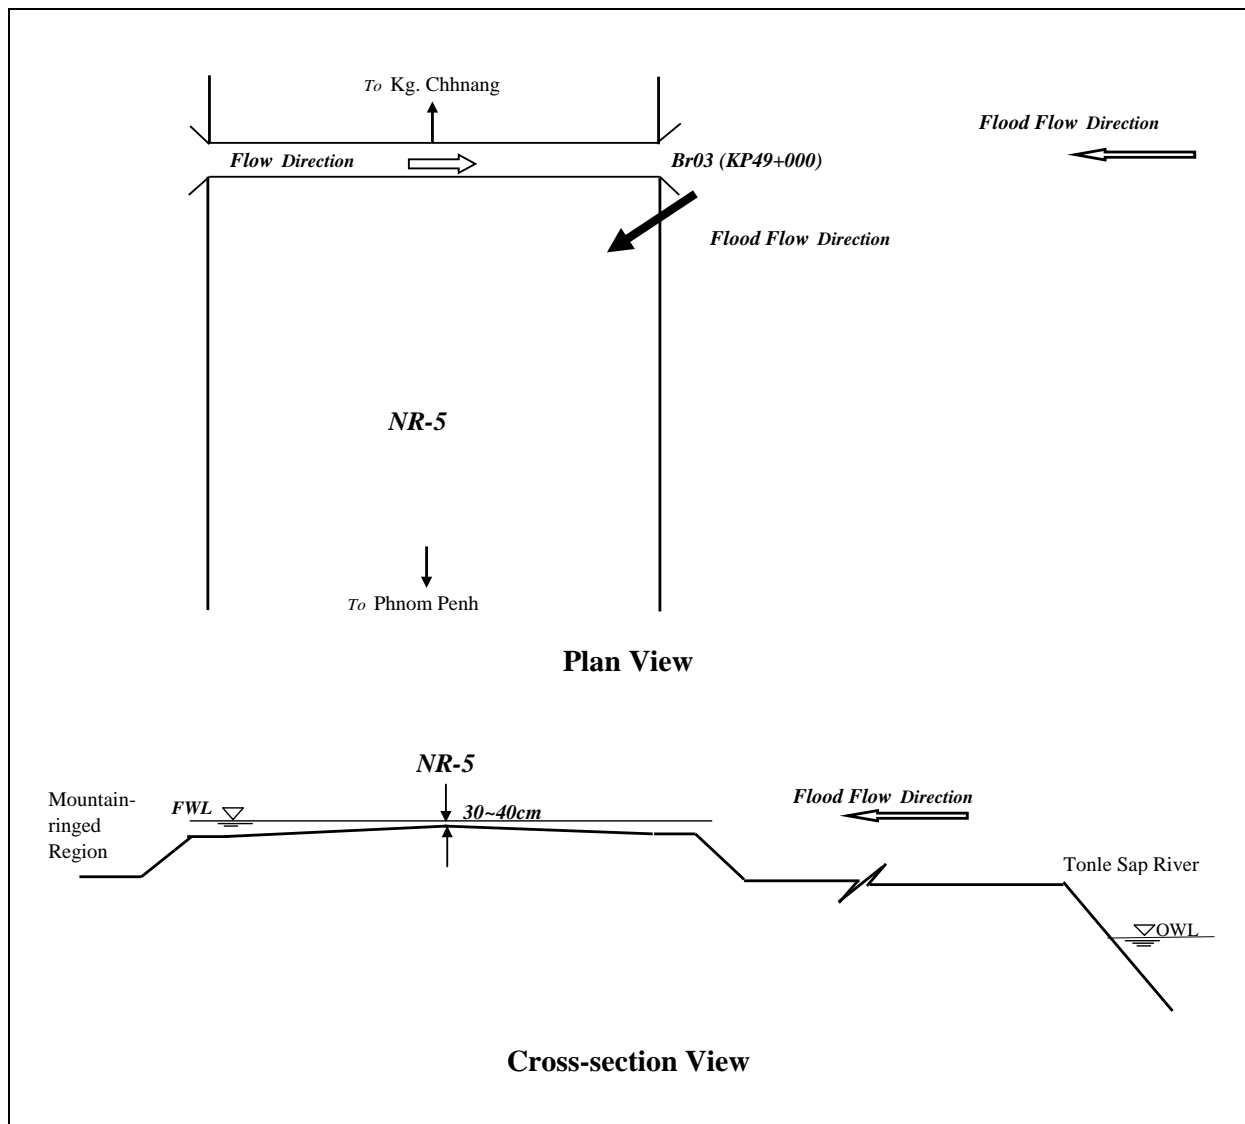 To Kg. Chhnang
Flood Flow Direction
Flow Direction
Br03 (KP49+000)
Flood Flow Direction
NR-5
To Phnom Penh
Plan View
NR-5
Mountain-
ringed
Region
FWL
30~40cm
Flood Flow Direction
Tonle Sap River
OWL
Cross-section View